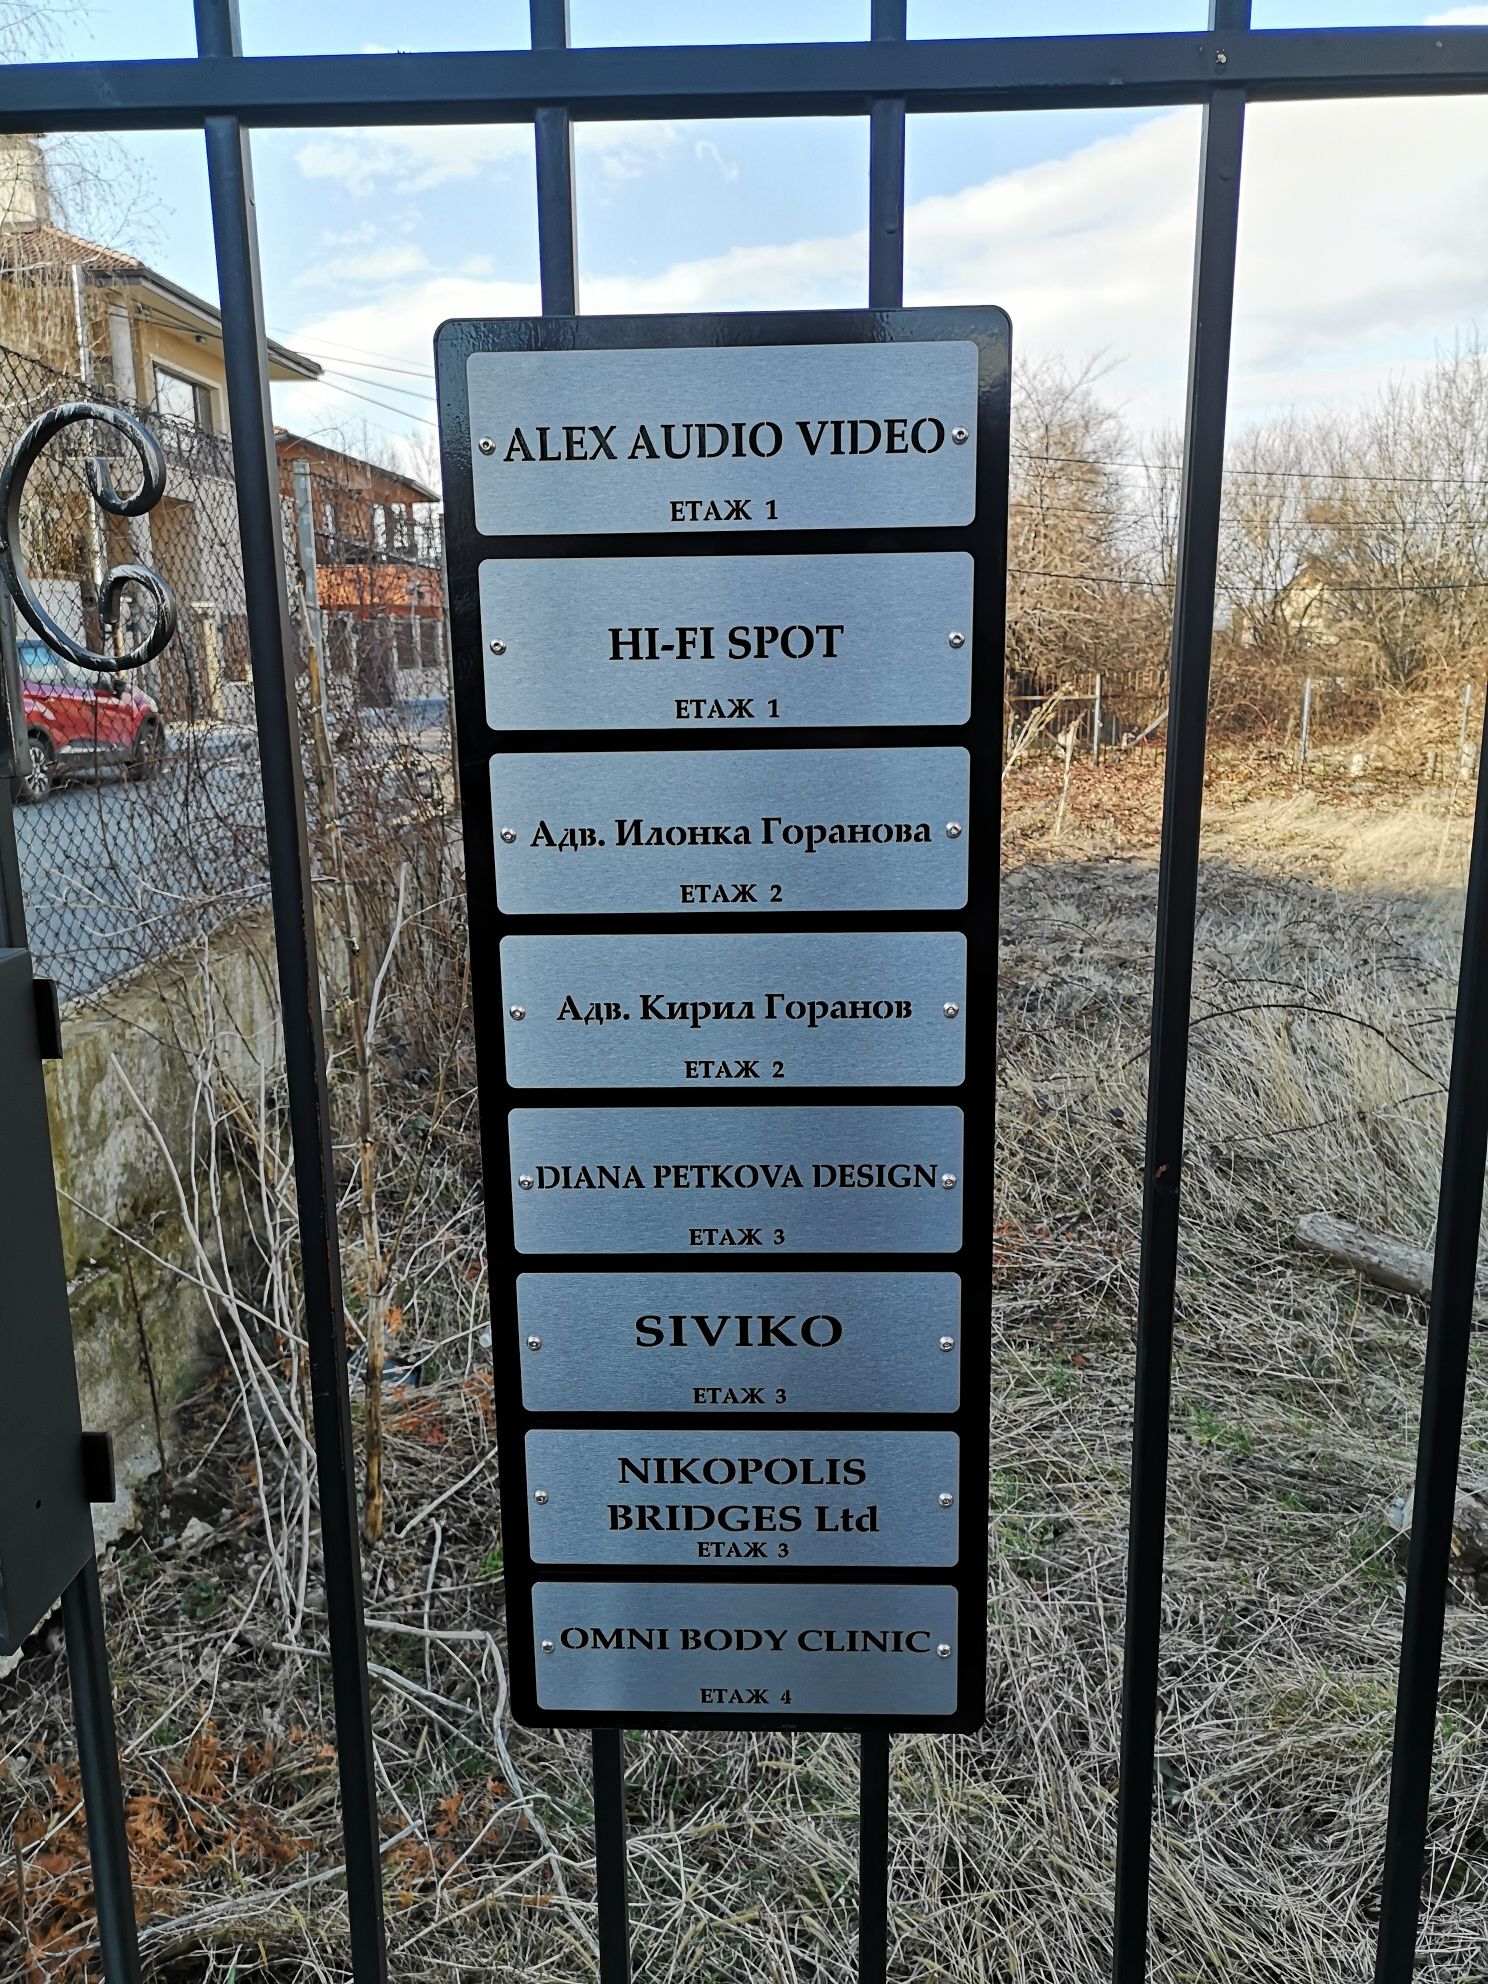 ALEX AUDIO VIDEO
ЕТАЖ 1
HI-FI SPOT
ЕТАЖ 1
Адв. Илонка Горанова
ЕТАЖ 2
Адв. Кирил Горанов
ЕТАЖ 2
DIANA PETKOVA DESIGN
ЕТАЖ 3
SIVIKO
ЕТАЖ 3
NIKOPOLIS
BRIDGES Ltd
ЕТАЖ 3
OMNI BODY CLINIC
ЕТАЖ 4